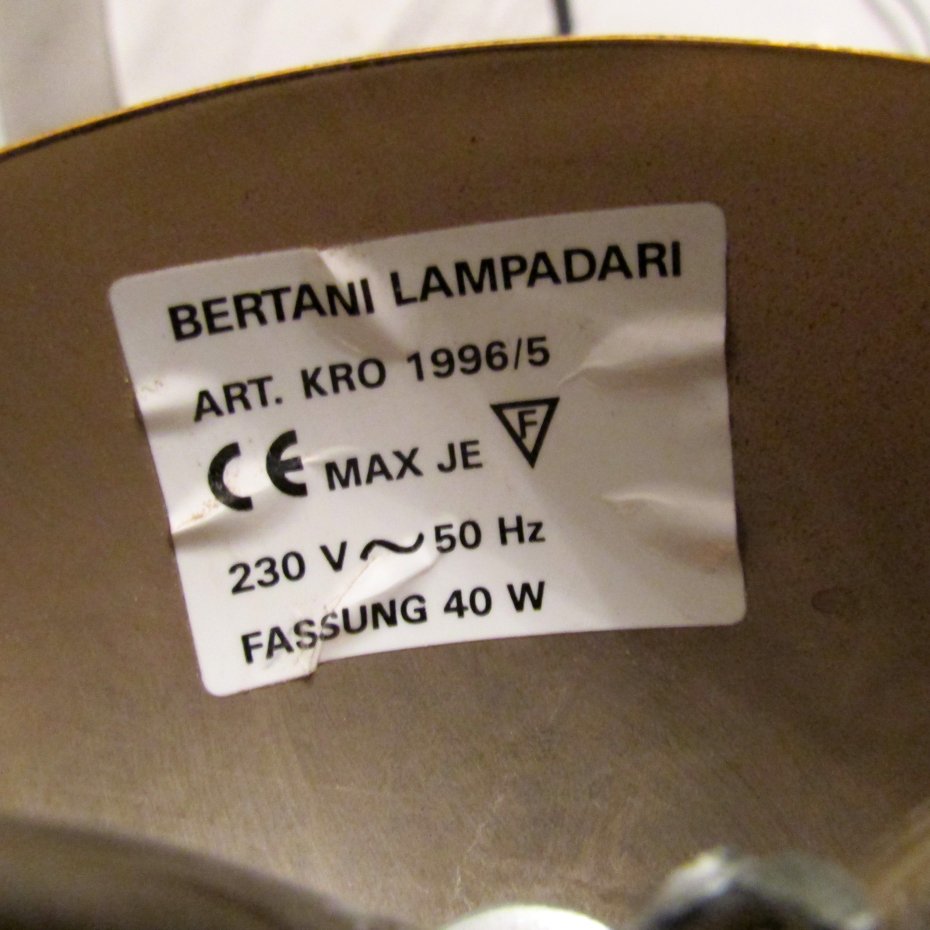 BERTANI LAMPADARI
ART. KRO 1996/5
CE MAX JE F
230 V ~ 50 Hz
FASSUNG 40 W